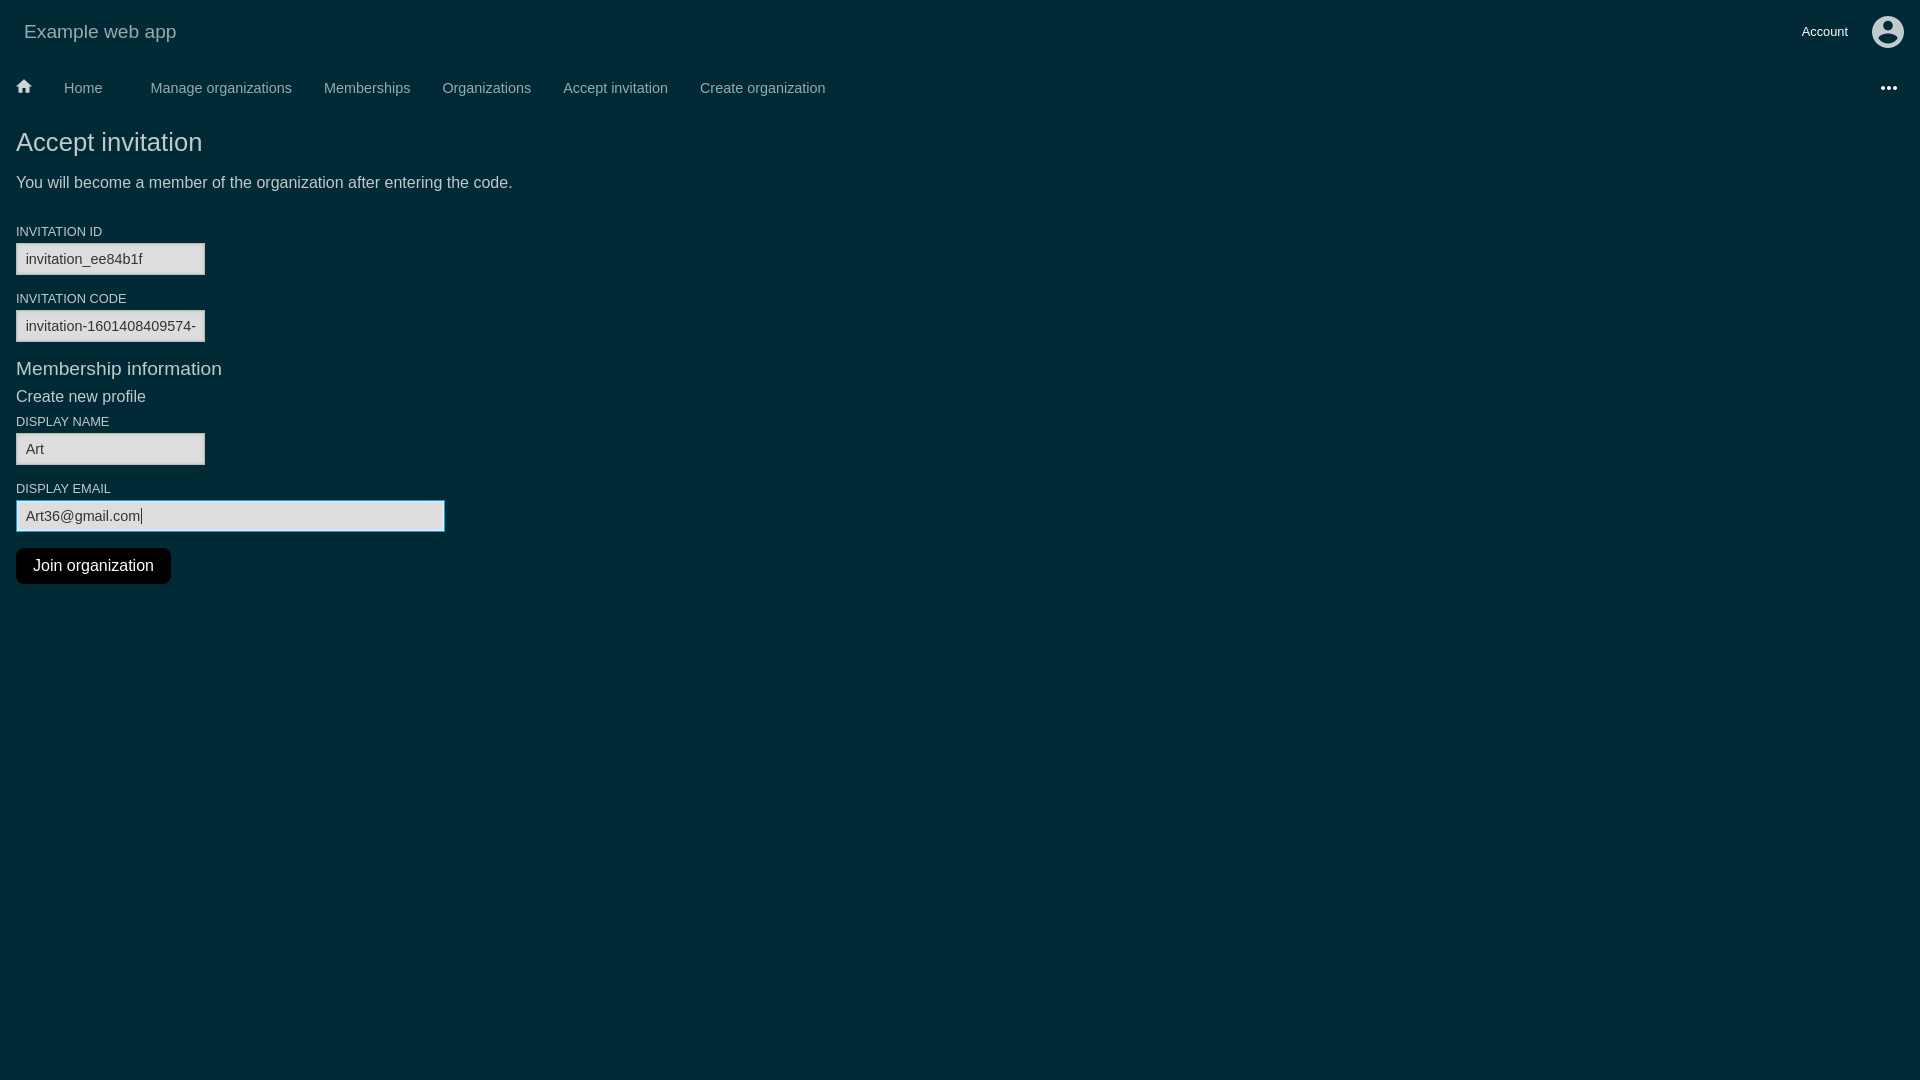 Example web app
Account
Home
Manage organizations
Memberships
Organizations
Accept invitation
Create organization
Accept invitation
You will become a member of the organization after entering the code.
INVITATION ID
invitation_ee84b1f
INVITATION CODE
invitation-1601408409574-
Membership information
Create new profile
DISPLAY NAME
Art
DISPLAY EMAIL
Art36@gmail.com
Join organization